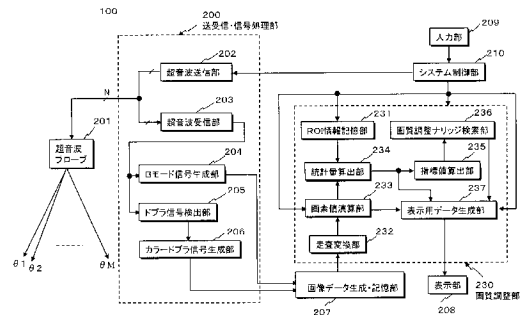 100
200
送受信・信号処理部
209
入力部
202
超音波送信部
210
システム制御部
N
203
超音波受信部
201
超音波
プローブ
231
ROI情報記憶部
236
画質調整ナリッジ検索部
234
統計量算出部
235
指標値算出部
204
Bモード信号生成部
233
画素値演算部
237
表示用データ生成部
205
ドプラ信号検出部
232
走査変換部
206
カラードプラ信号生成部
θ1
θ2
θM
画像データ生成・記憶部
207
表示部
208
230
画質調整部